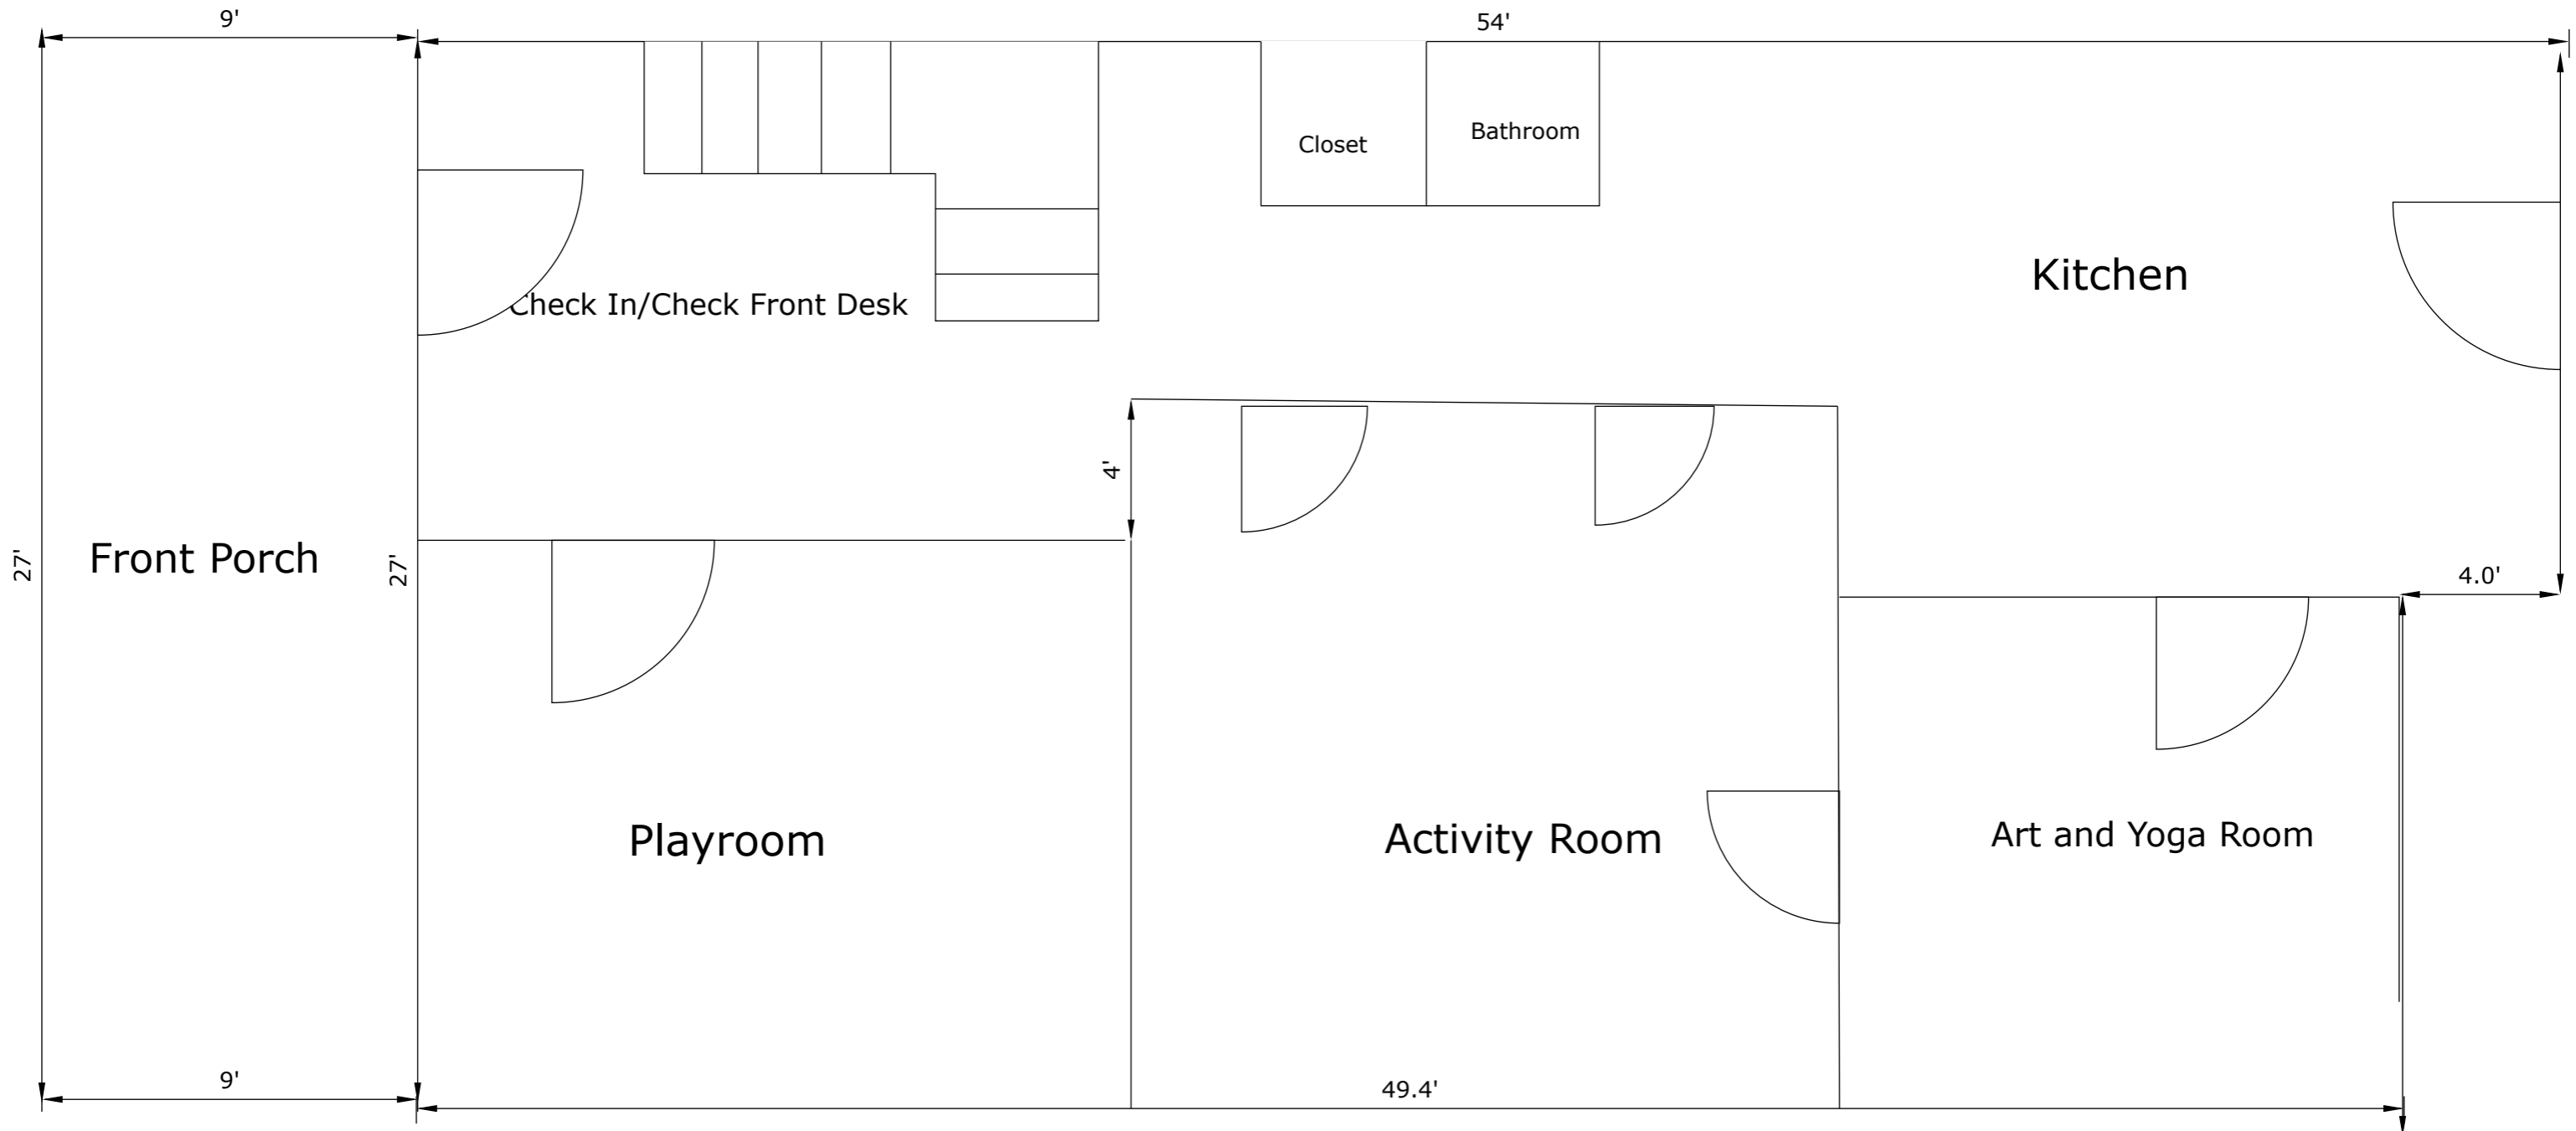 9'
54'
Closet
Bathroom
Kitchen
Check In/Check Front Desk
4'
27'
Front Porch
27'
4.0'
Playroom
Activity Room
Art and Yoga Room
9'
49.4'